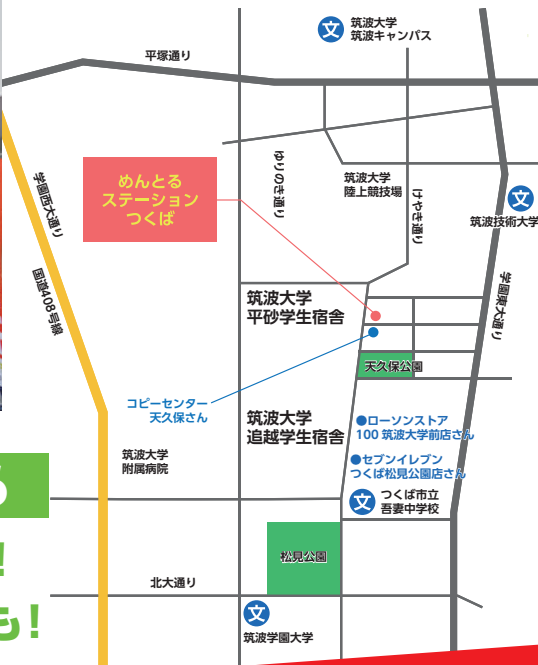 筑波大学
筑波キャンパス
平塚通り
学園西大通り
国道408号線
めんとる
ステーション
つくば
ゆりのき通り
筑波大学
陸上競技場
けやき通り
文
文
筑波技術大学
学園東大通り
筑波大学
平砂学生宿舎
天久保公園
コピーセンター
天久保さん
筑波大学
追越学生宿舎
●ローソンストア
100 筑波大学前店さん
●セブンイレブン
つくば松見公園店さん
筑波大学
附属病院
文
つくば市立
吾妻中学校
松見公園
北大通り
文
筑波学園大学
!
も!